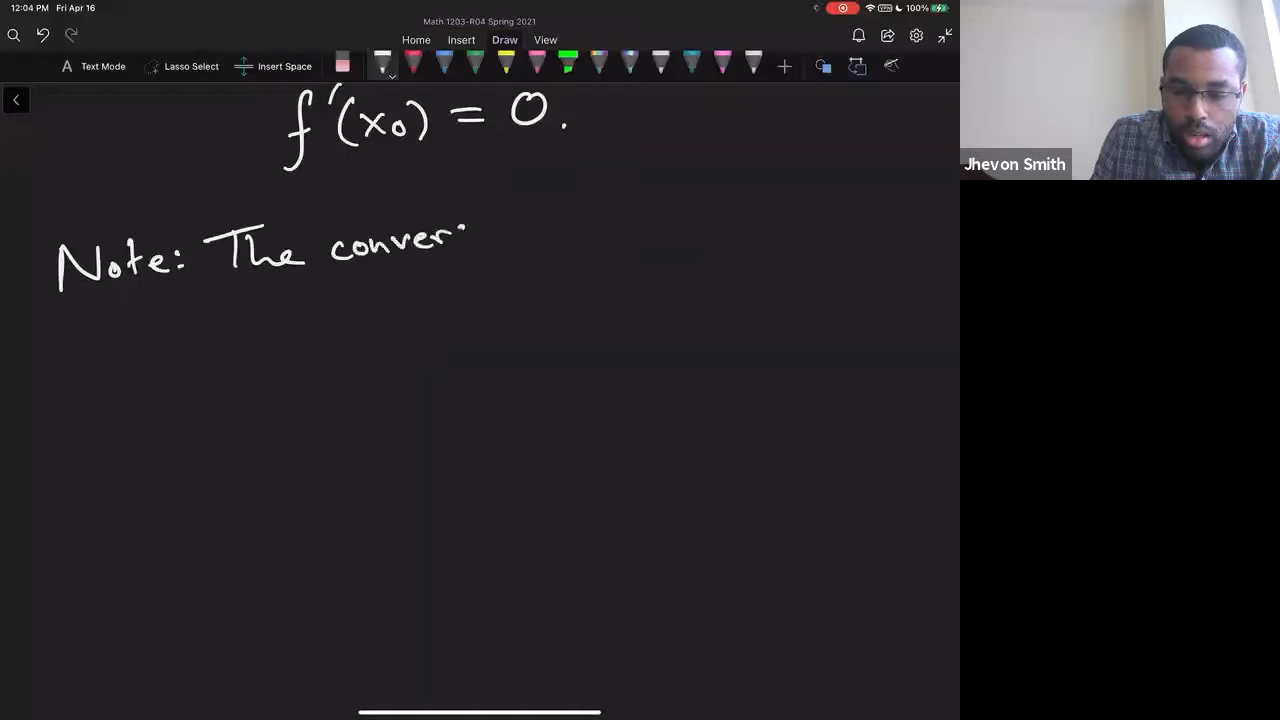 12:04 PM Fri Apr 16
100%
Math 1203-R04 Spring 2021
Home Insert Draw View
A Text Mode Lasso Select Insert Space
f'(x₀) = 0.
Note: The conver
Jhevon Smith